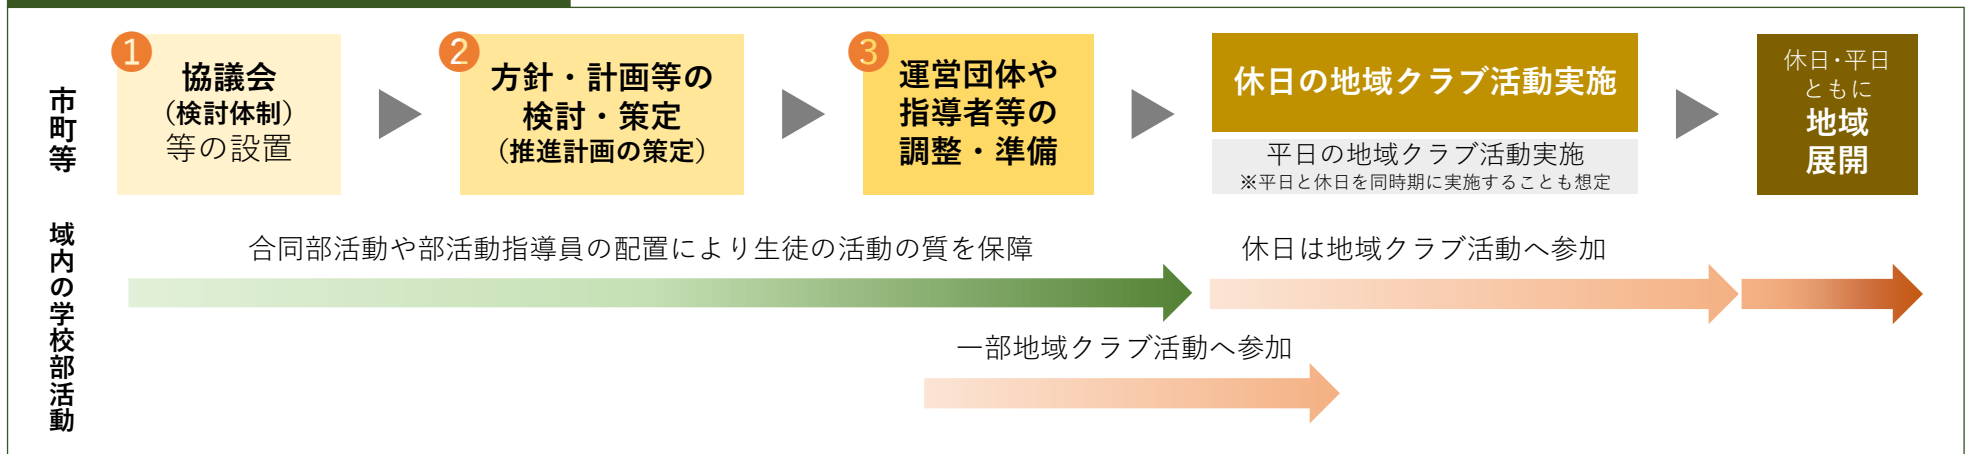 市町等
1
協議会
（検討体制）
等の設置
2
方針・計画等の
検討・策定
（推進計画の策定）
3
運営団体や
指導者等の
調整・準備
休日の地域クラブ活動実施
平日の地域クラブ活動実施
※平日と休日を同時期に実施することも想定
休日・平日
ともに
地域
展開
域内の学校部活動
合同部活動や部活動指導員の配置により生徒の活動の質を保障
休日は地域クラブ活動へ参加
一部地域クラブ活動へ参加